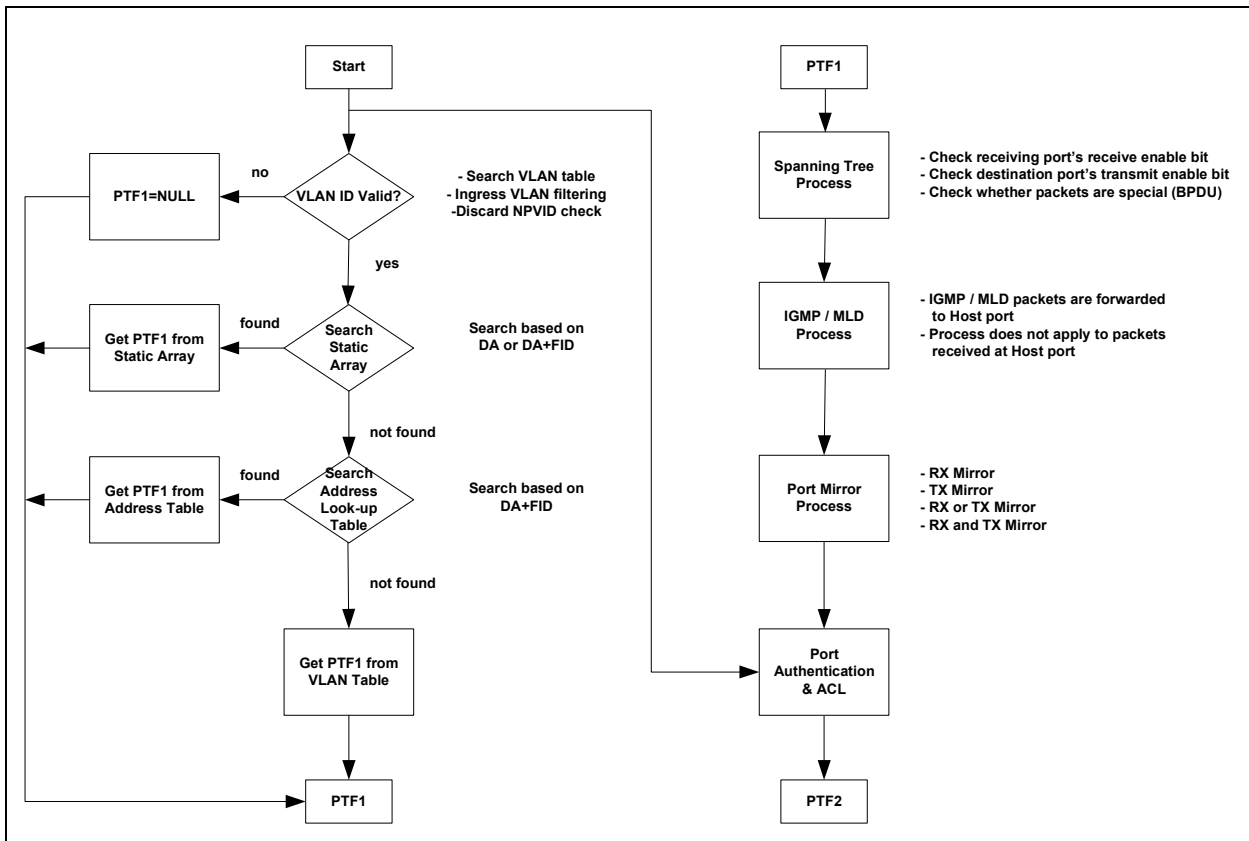 Start
no
PTF1=NULL
VLAN ID Valid?
- Search VLAN table
- Ingress VLAN filtering
-Discard NPVID check
yes
found
Get PTF1 from
Static Array
Search
Static
Array
Search based on
DA or DA+FID
not found
found
Get PTF1 from
Address Table
Search
Address
Look-up
Table
Search based on
DA+FID
not found
Get PTF1 from
VLAN Table
PTF1
PTF1
Spanning Tree
Process
- Check receiving port's receive enable bit
- Check destination port's transmit enable bit
- Check whether packets are special (BPDU)
IGMP / MLD
Process
- IGMP / MLD packets are forwarded
to Host port
- Process does not apply to packets
received at Host port
Port Mirror
Process
- RX Mirror
- TX Mirror
- RX or TX Mirror
- RX and TX Mirror
Port
Authentication
& ACL
PTF2